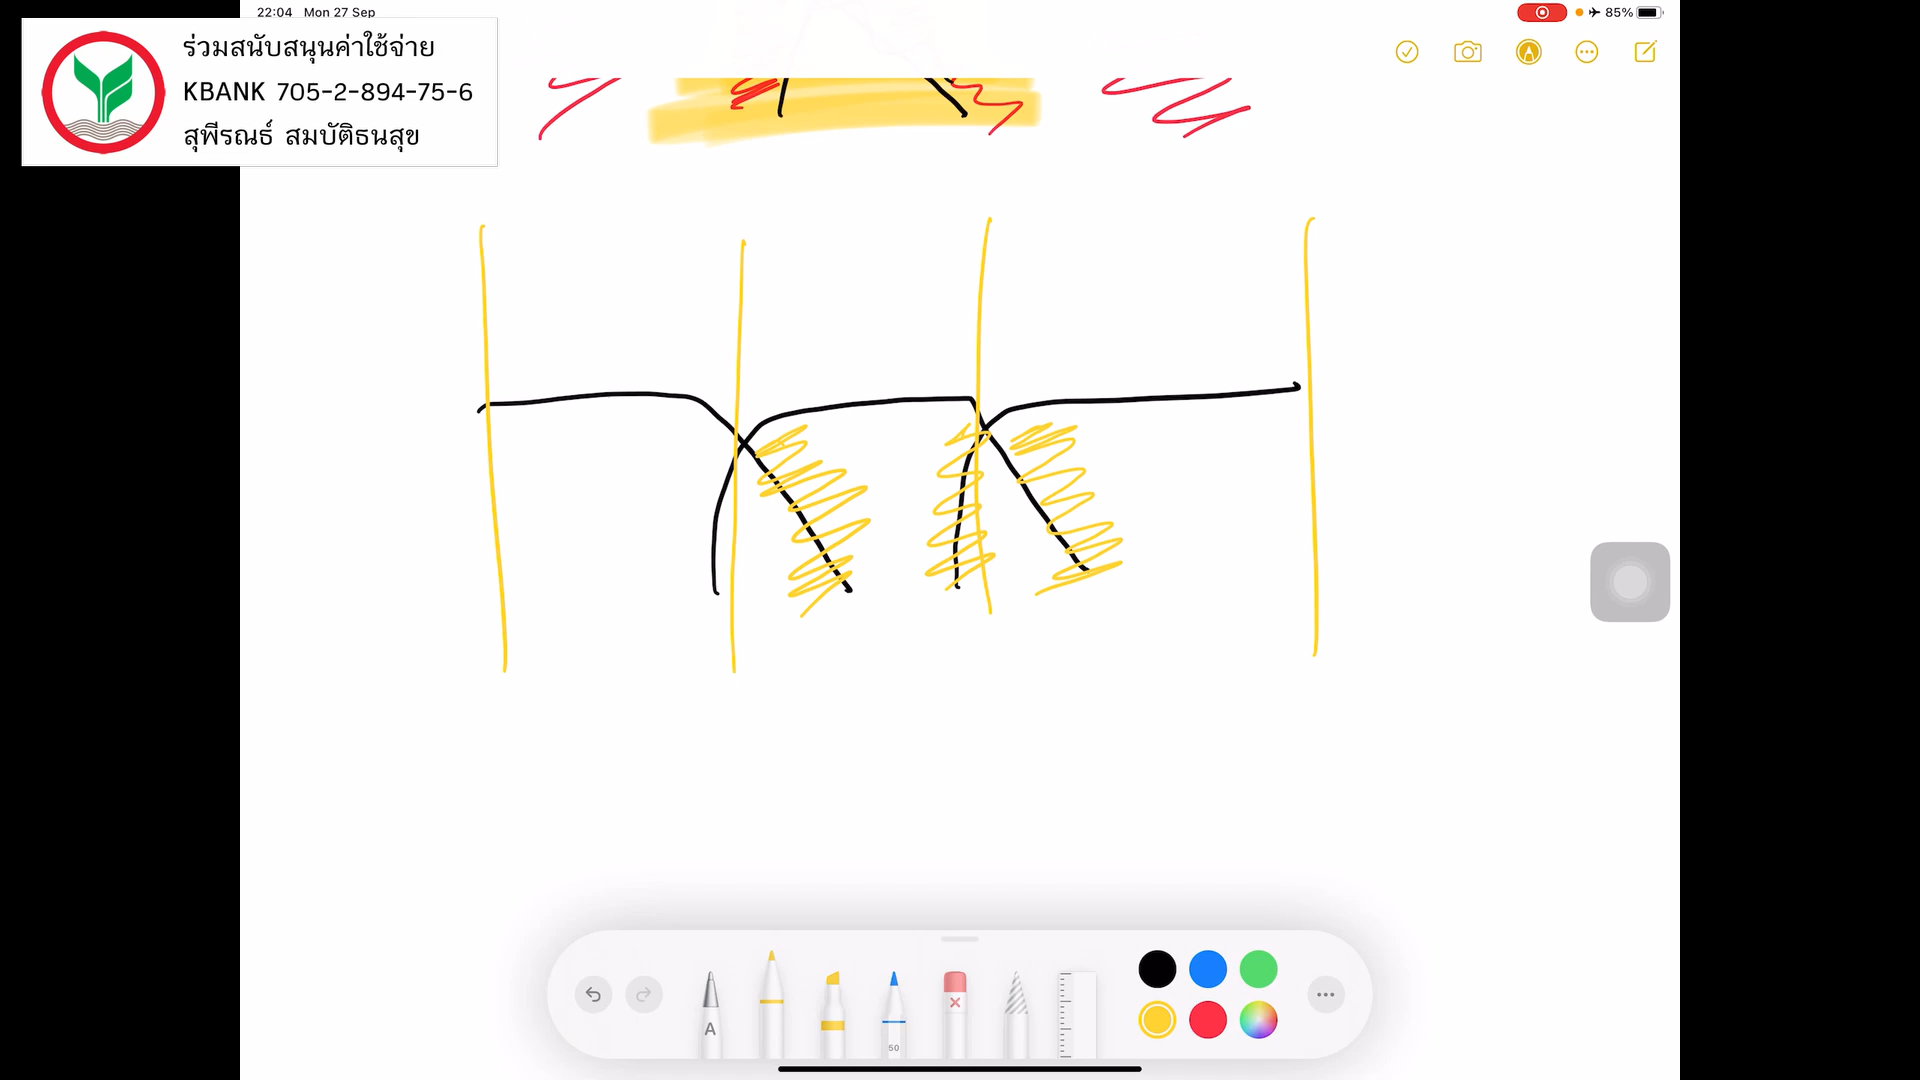 22:04 Mon 27 Sep
85%
ร่วมสนับสนุนค่าใช้จ่าย
KBANK 705-2-894-75-6
สุพีรณธ์ สมบัติธนสุข
A
50